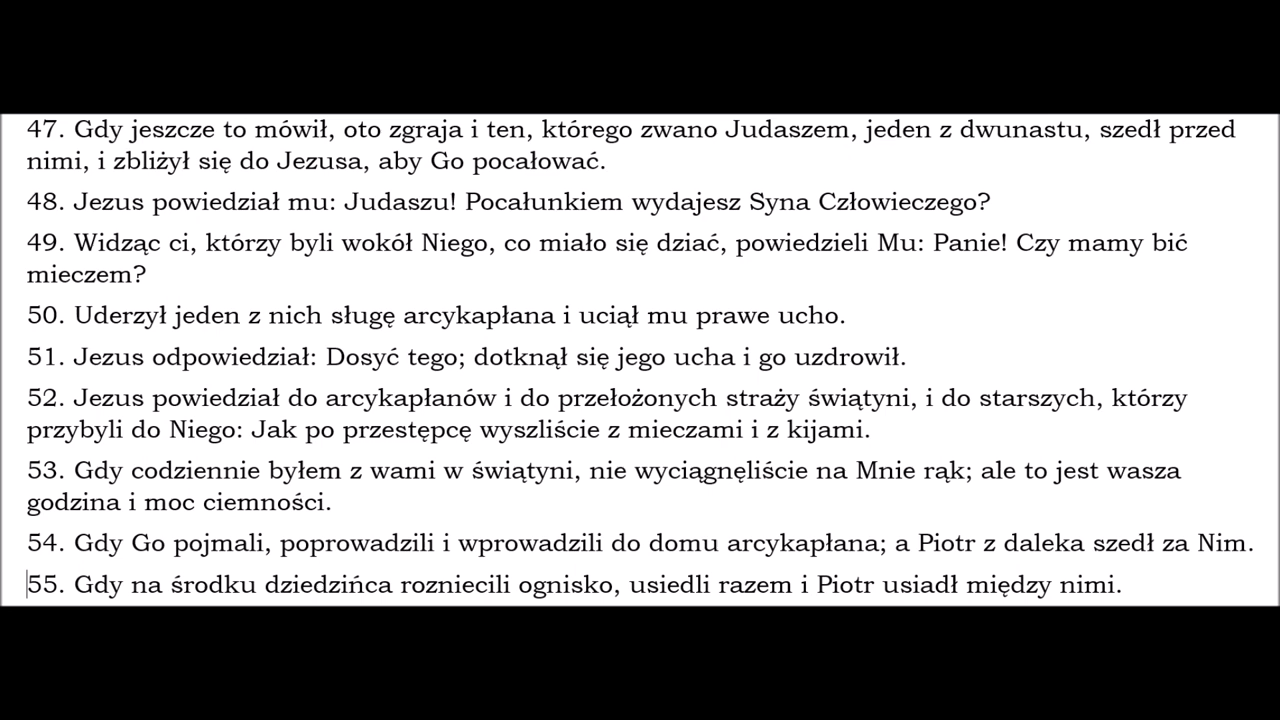 47. Gdy jeszcze to mówił, oto zgraja i ten, którego zwano Judaszem, jeden z dwunastu, szedł przed
nimi, i zbliżył się do Jezusa, aby Go pocałować.
48. Jezus powiedział mu: Judaszu! Pocałunkiem wydajesz Syna Człowieczego?
49. Widząc ci, którzy byli wokół Niego, co miało się dziać, powiedzieli Mu: Panie! Czy mamy bić
mieczem?
50. Uderzył jeden z nich sługę arcykapłana i uciął mu prawe ucho.
51. Jezus odpowiedział: Dosyć tego; dotknął się jego ucha i go uzdrowił.
52. Jezus powiedział do arcykapłanów i do przełożonych straży świątyni, i do starszych, którzy
przybyli do Niego: Jak po przestępcę wyszliście z mieczami i z kijami.
53. Gdy codziennie byłem z wami w świątyni, nie wyciągnęliście na Mnie rąk; ale to jest wasza
godzina i moc ciemności.
54. Gdy Go pojmali, poprowadzili i wprowadzili do domu arcykapłana; a Piotr z daleka szedł za Nim.
55. Gdy na środku dziedzińca rozniecili ognisko, usiedli razem i Piotr usiadł między nimi.